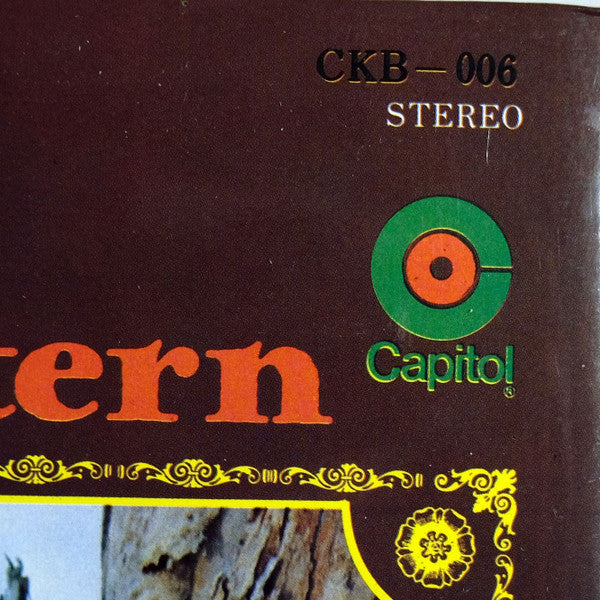 CKB–006
STEREO
Capitol®
tern